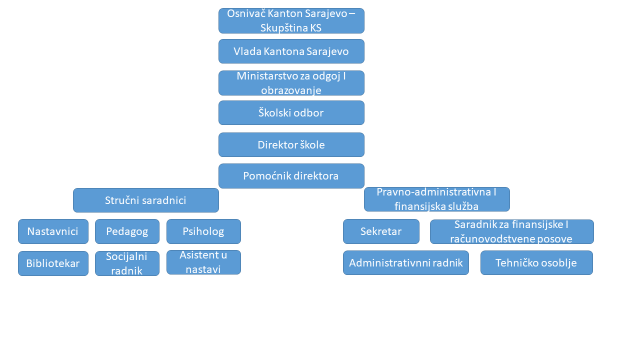 Osnivač Kanton Sarajevo –
Skupština KS
Vlada Kantona Sarajevo
Ministarstvo za odgoj I
obrazovanje
Školski odbor
Direktor škole
Pomoćnik direktora
Stručni saradnici
Pravno-administrativna I
finansijska služba
Nastavnici
Pedagog
Psiholog
Sekretar
Saradnik za finansijske I
računovodstvene posove
Bibliotekar
Socijalni
radnik
Asistent u
nastavi
Administrativnni radnik
Tehničko osoblje